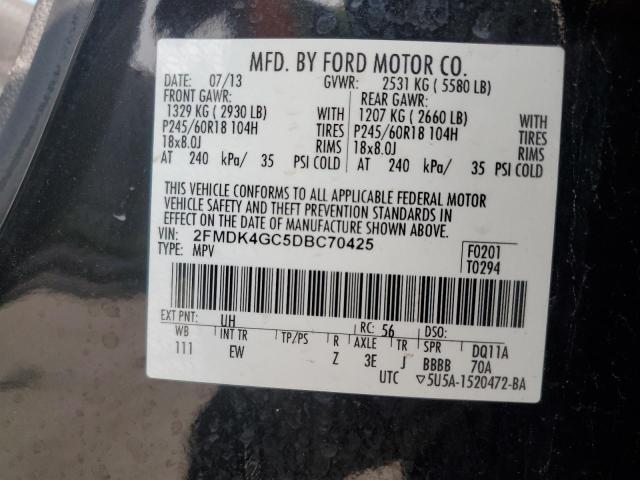 MFD. BY FORD MOTOR CO.
DATE: 07/13 GVWR: 2531 KG ( 5580 LB)
FRONT GAWR: REAR GAWR:
1329 KG ( 2930 LB) WITH 1207 KG ( 2660 LB) WITH
P245/60R18 104H TIRES P245/60R18 104H TIRES
18x8.0J RIMS 18x8.0J RIMS
AT 240 kPa/ 35 PSI COLD AT 240 kPa/ 35 PSI COLD
THIS VEHICLE CONFORMS TO ALL APPLICABLE FEDERAL MOTOR
VEHICLE SAFETY AND THEFT PREVENTION STANDARDS IN
EFFECT ON THE DATE OF MANUFACTURE SHOWN ABOVE.
VIN: 2FMDK4GC5DBC70425 F0201
TYPE: MPV T0294
EXT PNT: UH RC: 56 DSO:
WB INT TR TP/PS R AXLE TR SPR DQ11A
111 EW Z 3E J BBBB 70A
UTC ▽5U5A-1520472-BA